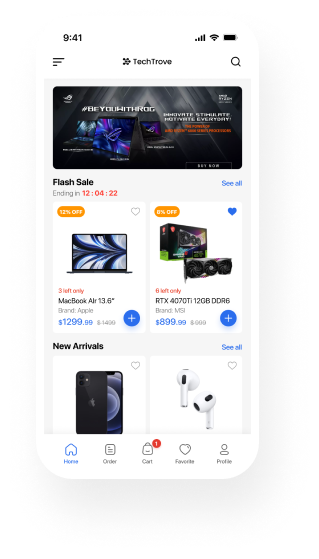 9:41
TechTrove
#BEYOUWITHROG
INNOVATE STIMULATE
MOTIVATE EVERYDAY!
BUY NOW
Flash Sale
See all
Ending in 12 : 04 : 22
12% OFF
3 left only
MacBook AIr 13.6"
Brand: Apple
$1299.99 $ 1499
% OFF
6 left only
RTX 4070Ti 12GB DDR6
Brand: MSI
$899.99 $ 999
New Arrivals
See all
1
Home
Order
Cart
Favorite
Profile